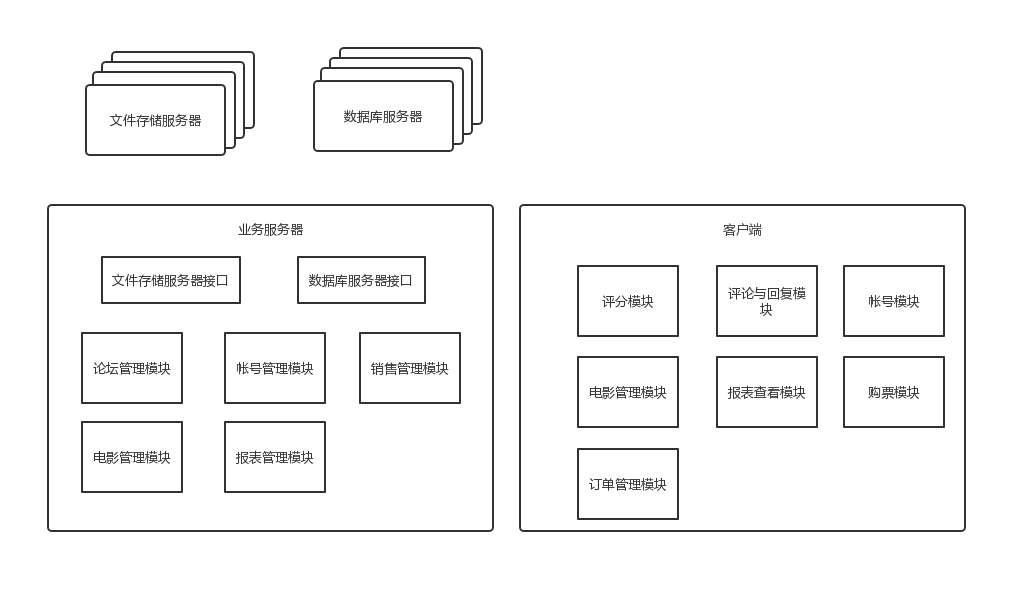 文件存储服务器
数据库服务器
业务服务器
文件存储服务器接口
数据库服务器接口
论坛管理模块
帐号管理模块
销售管理模块
电影管理模块
报表管理模块
客户端
评分模块
评论与回复模
块
帐号模块
电影管理模块
报表查看模块
购票模块
订单管理模块